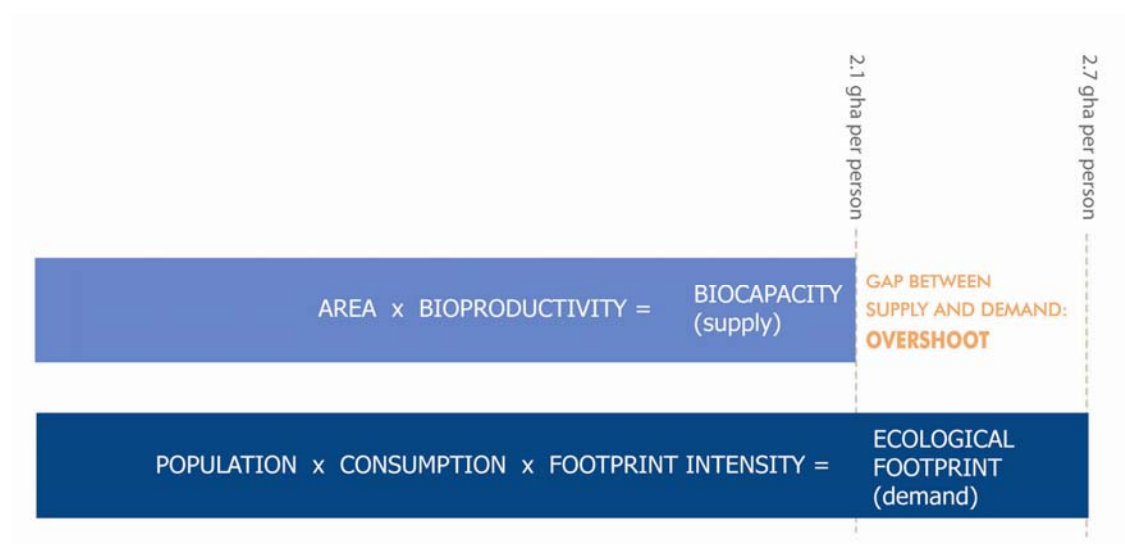 2.1 gha per person
2.7 gha per person
AREA x BIOPRODUCTIVITY =
BIOCAPACITY
(supply)
GAP BETWEEN
SUPPLY AND DEMAND:
OVERSHOOT
POPULATION x CONSUMPTION x FOOTPRINT INTENSITY =
ECOLOGICAL
FOOTPRINT
(demand)